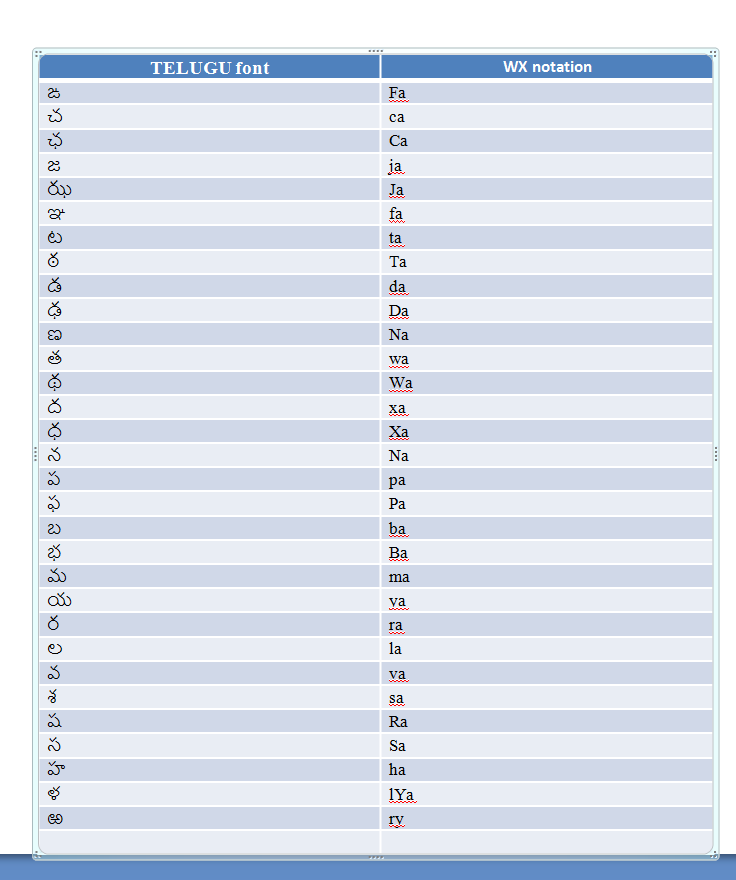 TELUGU font WX notation
ఙ Fa
చ ca
ఛ Ca
జ ja
ఝ Ja
ఞ fa
ట ta
ఠ Ta
డ da
ఢ Da
ణ Na
త wa
థ Wa
ద xa
ధ Xa
న Na
ప pa
ఫ Pa
బ ba
భ Ba
మ ma
య ya
ర ra
ల la
వ va
శ sa
ష Ra
స Sa
హ ha
ళ lYa
ఱ ry